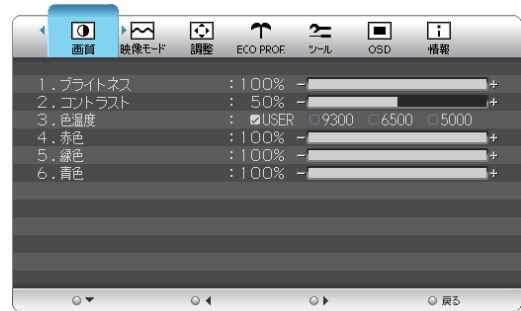 画質 映像モード 調整 ECO PROF. ツール OSD 情報
1.ブライトネス :100% - +
2.コントラスト : 50% - +
3.色温度 : USER 9300 6500 5000
4.赤色 :100% - +
5.緑色 :100% - +
6.青色 :100% - +
戻る